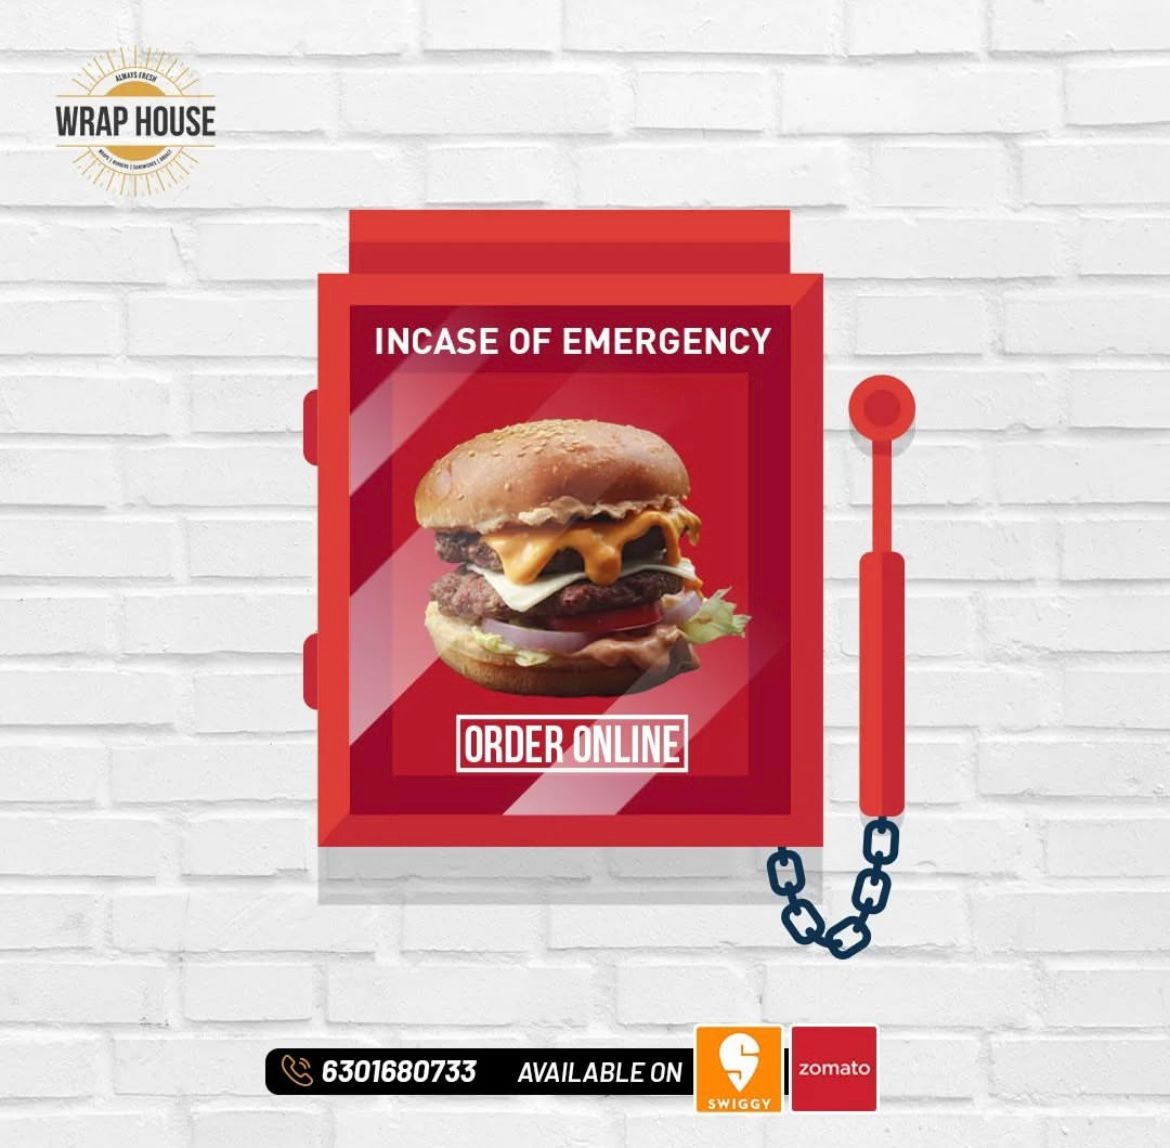 ALWAYS FRESH
WRAP HOUSE
INCASE OF EMERGENCY
ORDER ONLINE
6301680733 AVAILABLE ON
SWIGGY
zomato